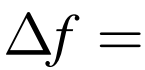 Δf =